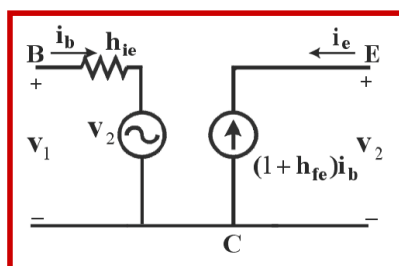 i_b h_ie i_e
B E
+ +
v_2
v_1 v_2
(1+h_fe)i_b
– –
C